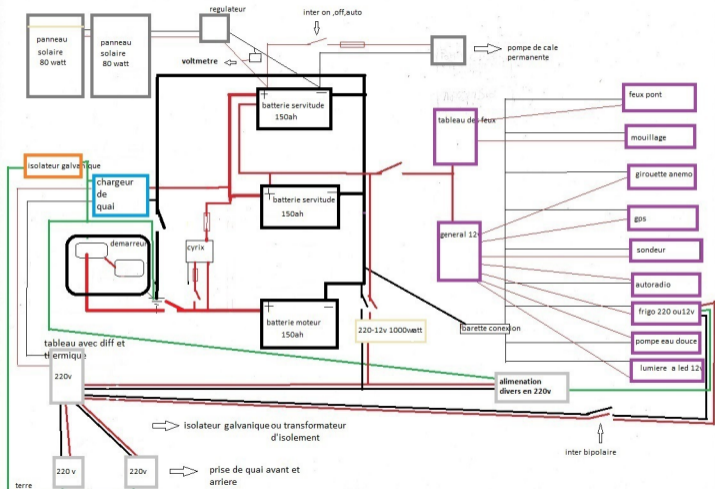 regulateur
inter on ,off,auto
panneau
solaire
80 watt
panneau
solaire
80 watt
voltmetre
pompe de cale
permanente
+
−
batterie servitude
150ah
feux pont
tableau des feux
mouillage
isolateur galvanique
chargeur
de
quai
girouette anemo
+
−
batterie servitude
150ah
gps
general 12v
demarreur
cyrix
sondeur
autoradio
+
−
batterie moteur
150ah
frigo 220 ou12v
220-12v 1000watt
barette conexion
pompe eau douce
tableau avec diff et
thermique
lumiere a led 12v
220v
alimenation
divers en 220v
isolateur galvanique ou transformateur
d'isolement
inter bipolaire
220 v
220v
prise de quai avant et
arriere
terre